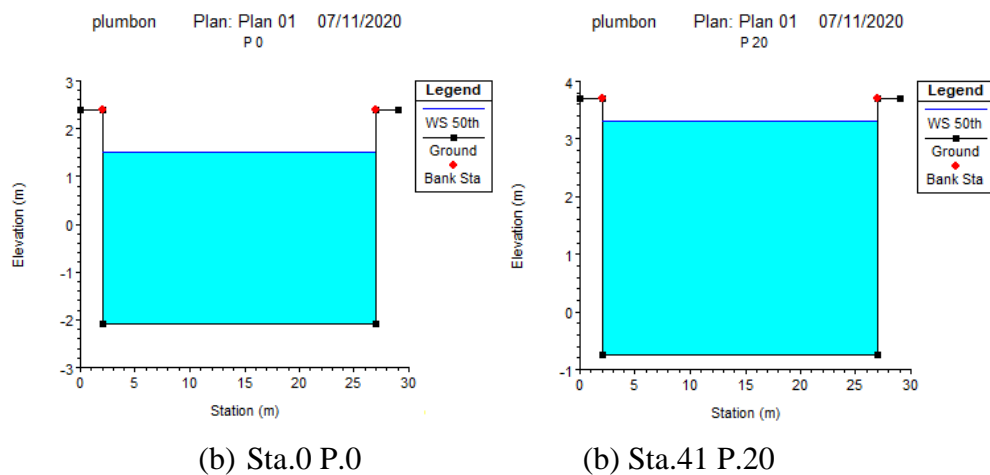 plumbon Plan: Plan 01 07/11/2020
P 0
3
2
1
0
-1
-2
-3
Elevation (m)
0 5 10 15 20 25 30
Station (m)
Legend
WS 50th
Ground
Bank Sta
plumbon Plan: Plan 01 07/11/2020
P 20
4
3
2
1
0
-1
Elevation (m)
0 5 10 15 20 25 30
Station (m)
Legend
WS 50th
Ground
Bank Sta
(b) Sta.0 P.0
(b) Sta.41 P.20